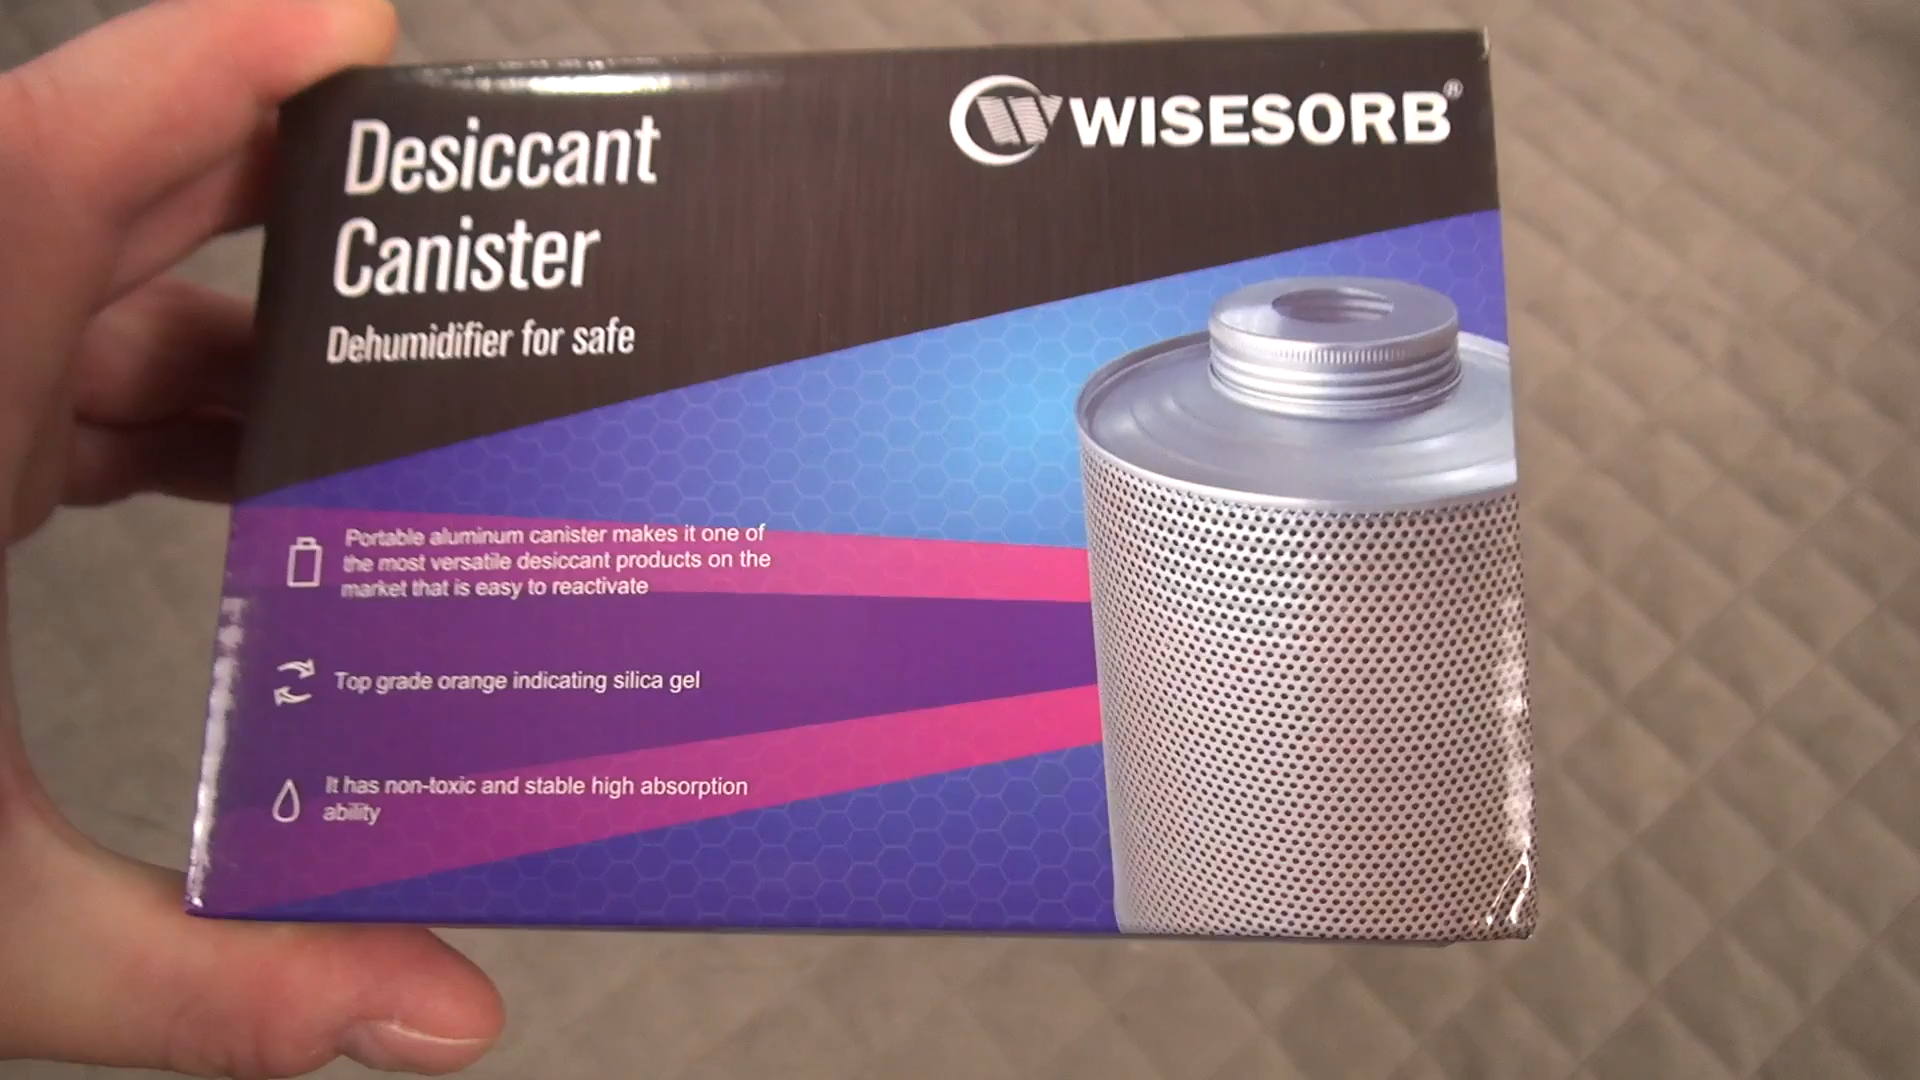 Desiccant
Canister
Dehumidifier for safe
WISESORB®
Portable aluminum canister makes it one of
the most versatile desiccant products on the
market that is easy to reactivate
Top grade orange indicating silica gel
It has non-toxic and stable high absorption
ability